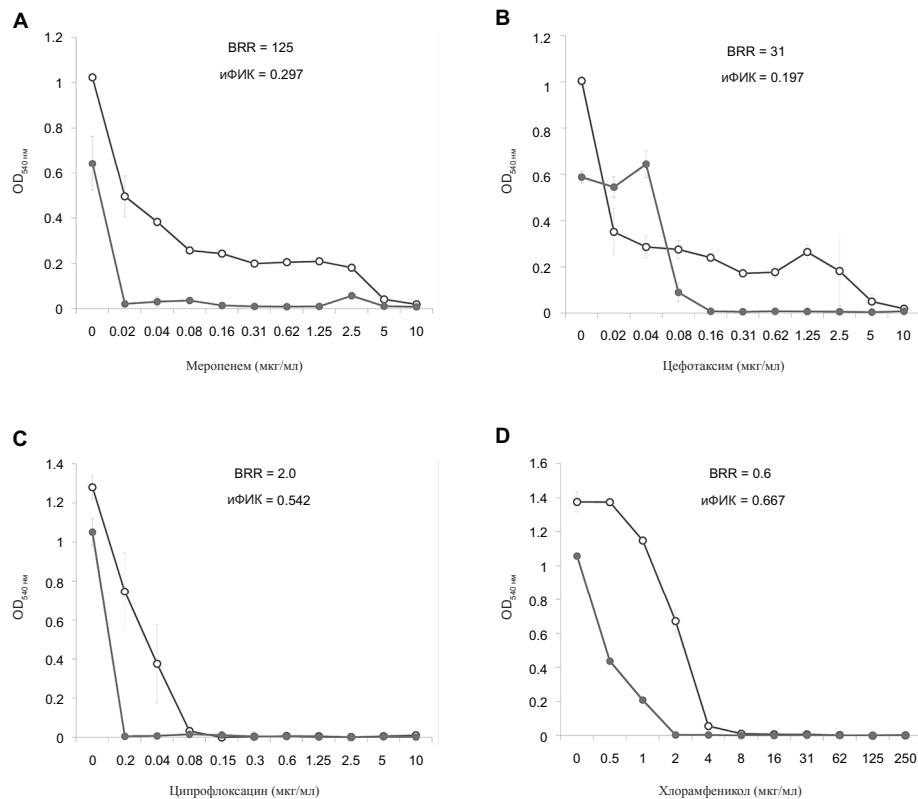 A
BRR = 125
иФИК = 0.297
1.2
1
0.8
0.6
0.4
0.2
0
OD540 нм
0 0.02 0.04 0.08 0.16 0.31 0.62 1.25 2.5 5 10
Меропенем (мкг/мл)
B
BRR = 31
иФИК = 0.197
1.2
1
0.8
0.6
0.4
0.2
0
OD540 нм
0 0.02 0.04 0.08 0.16 0.31 0.62 1.25 2.5 5 10
Цефотаксим (мкг/мл)
C
BRR = 2.0
иФИК = 0.542
1.4
1.2
1
0.8
0.6
0.4
0.2
0
OD540 нм
0 0.2 0.04 0.08 0.16 0.3 0.6 1.25 2.5 5 10
Ципрофлоксацин (мкг/мл)
D
BRR = 0.6
иФИК = 0.667
1.6
1.4
1.2
1
0.8
0.6
0.4
0.2
0
OD540 нм
0 0.5 1 2 4 8 16 31 62 125 250
Хлорамфеникол (мкг/мл)